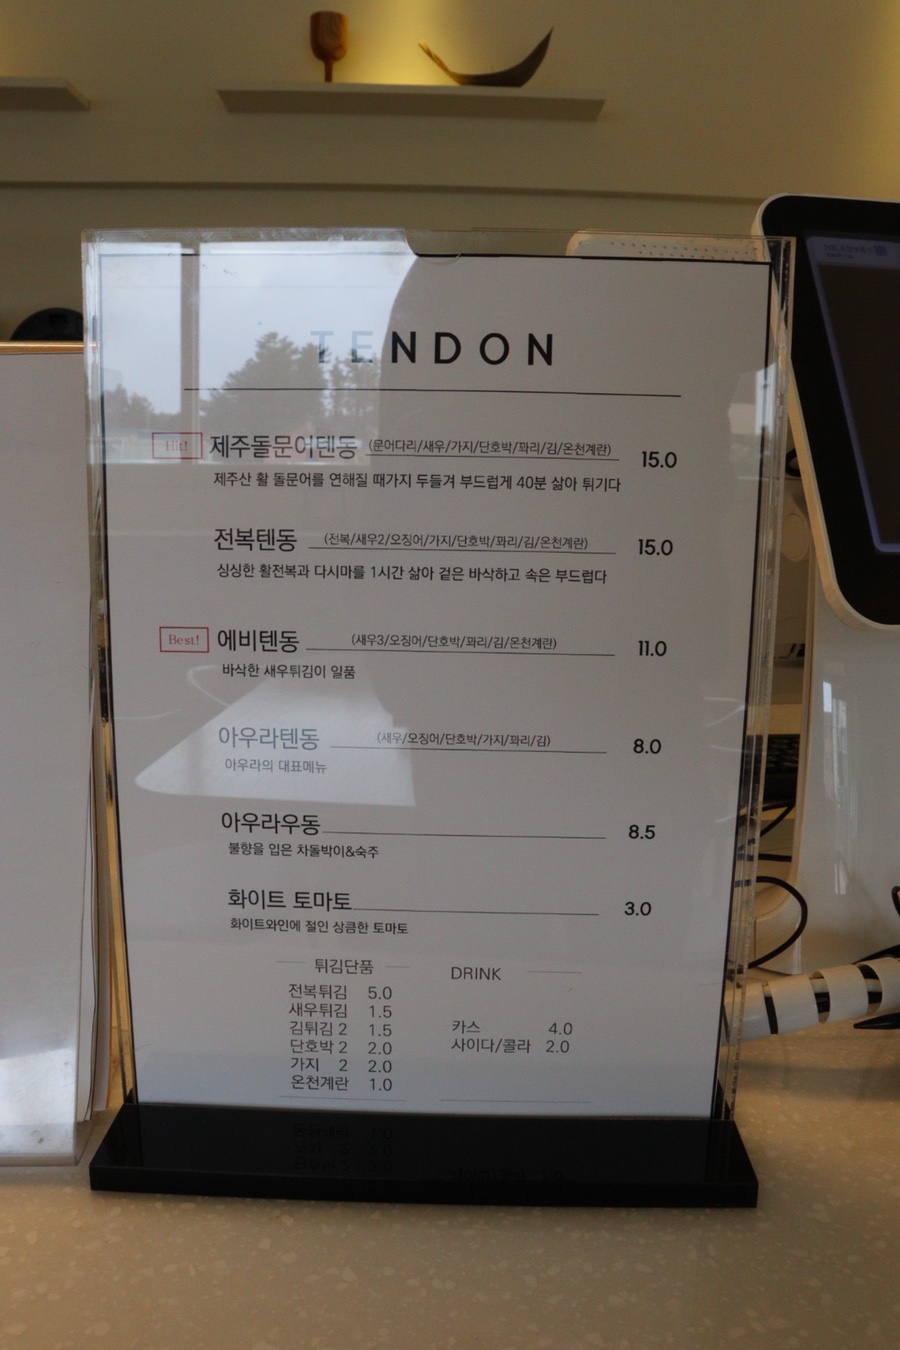 TENDON
Hit! 제주돌문어텐동 (문어다리/새우/가지/단호박/꽈리/김/온천계란) 15.0
제주산 활 돌문어를 연해질 때가지 두들겨 부드럽게 40분 삶아 튀기다
전복텐동 (전복/새우2/오징어/가지/단호박/꽈리/김/온천계란) 15.0
싱싱한 활전복과 다시마를 1시간 삶아 겉은 바삭하고 속은 부드럽다
Best! 에비텐동 (새우3/오징어/단호박/꽈리/김/온천계란) 11.0
바삭한 새우튀김이 일품
아우라텐동 (새우/오징어/단호박/가지/꽈리/김) 8.0
아우라의 대표메뉴
아우라우동 8.5
불향을 입은 차돌박이&숙주
화이트 토마토 3.0
화이트와인에 절인 상큼한 토마토
튀김단품
전복튀김 5.0
새우튀김 1.5
김튀김 2 1.5
단호박 2 2.0
가지 2 2.0
온천계란 1.0
DRINK
카스 4.0
사이다/콜라 2.0